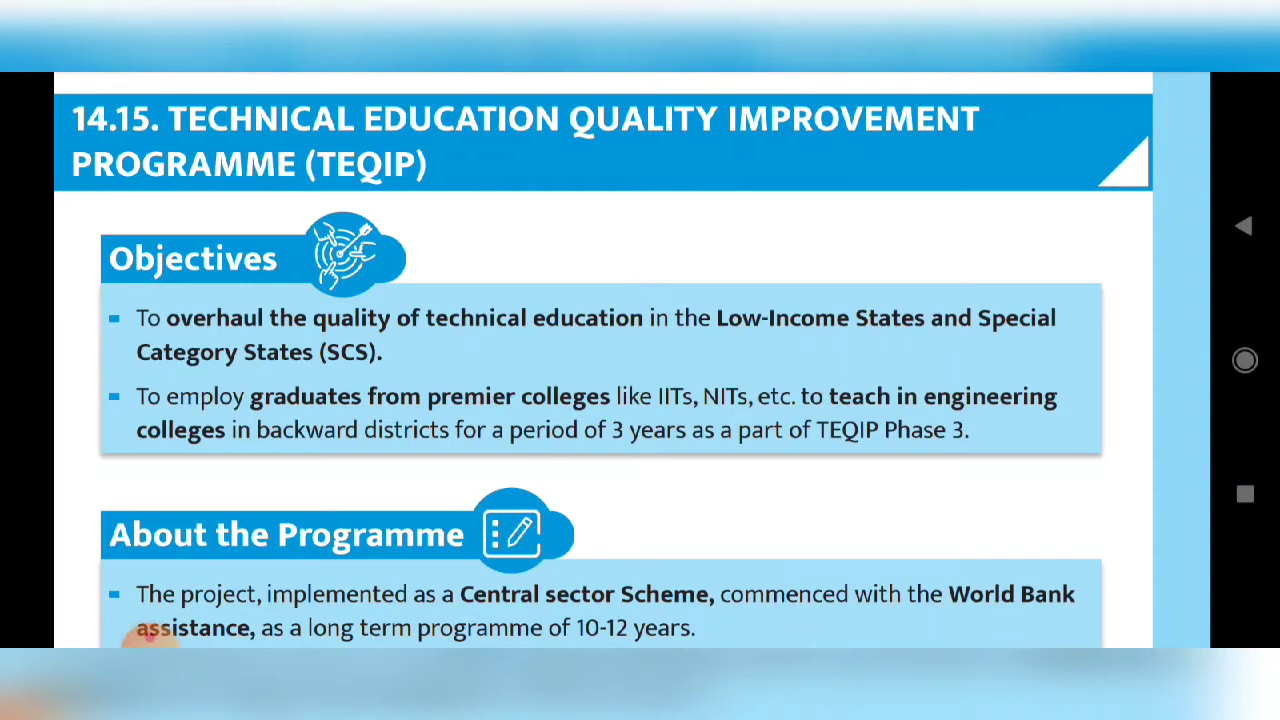 14.15. TECHNICAL EDUCATION QUALITY IMPROVEMENT
PROGRAMME (TEQIP)
Objectives
To overhaul the quality of technical education in the Low-Income States and Special
Category States (SCS).
To employ graduates from premier colleges like IITs, NITs, etc. to teach in engineering
colleges in backward districts for a period of 3 years as a part of TEQIP Phase 3.
About the Programme
The project, implemented as a Central sector Scheme, commenced with the World Bank
assistance, as a long term programme of 10-12 years.